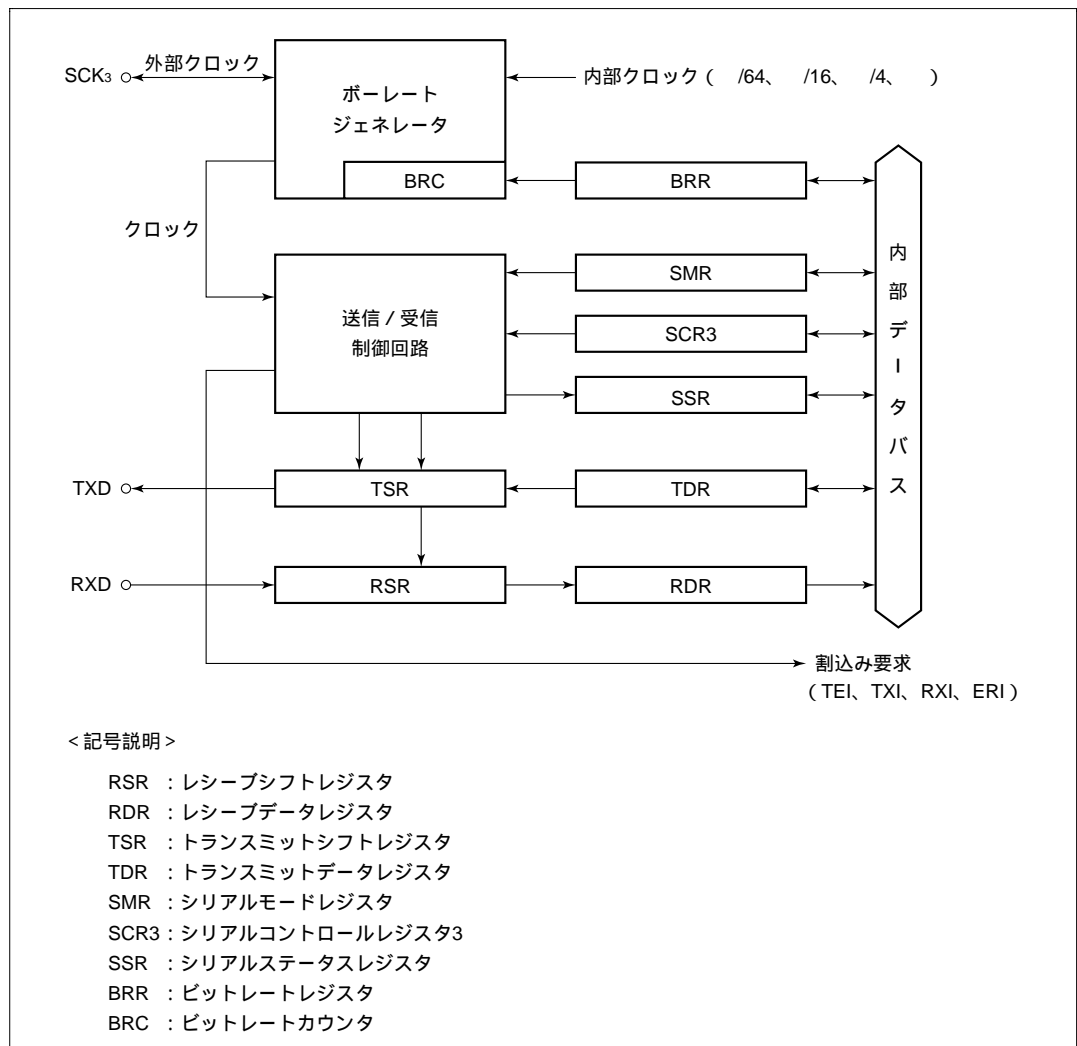 SCK3
外部クロック
ボーレート
ジェネレータ
内部クロック（ /64、 /16、 /4、 ）
BRC
BRR
クロック
送信 / 受信
制御回路
SMR
SCR3
SSR
内部データバス
TXD
TSR
TDR
RXD
RSR
RDR
割込み要求
（TEI、TXI、RXI、ERI）
<記号説明>
RSR ：レシーブシフトレジスタ
RDR ：レシーブデータレジスタ
TSR ：トランスミットシフトレジスタ
TDR ：トランスミットデータレジスタ
SMR ：シリアルモードレジスタ
SCR3：シリアルコントロールレジスタ3
SSR ：シリアルステータスレジスタ
BRR ：ビットレートレジスタ
BRC ：ビットレートカウンタ